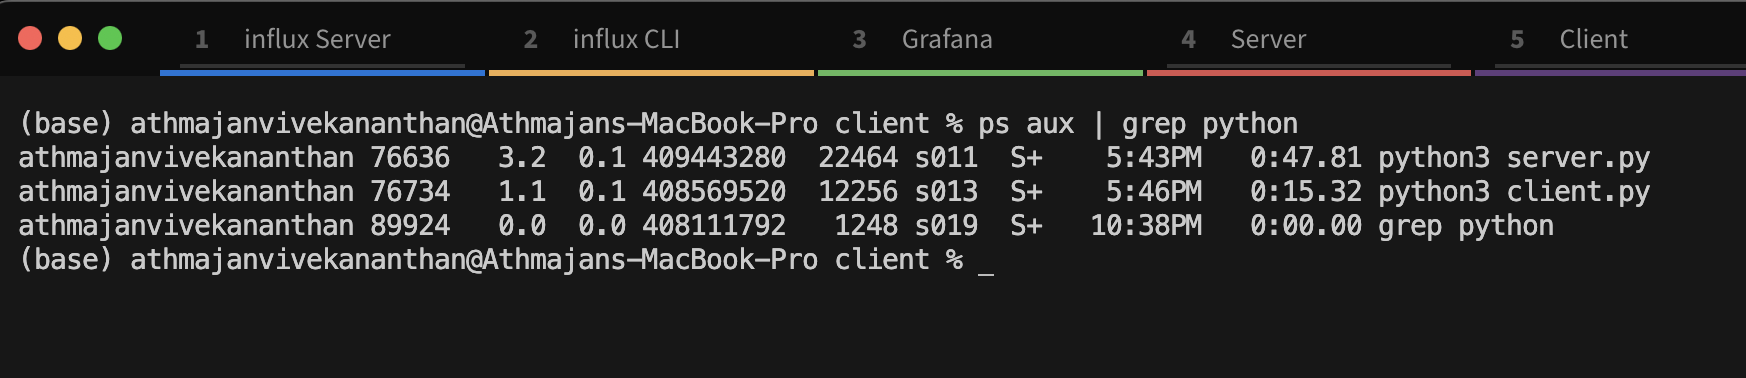 1 influx Server 2 influx CLI 3 Grafana 4 Server 5 Client
(base) athmajanvivekananthan@Athmajans-MacBook-Pro client % ps aux | grep python
athmajanvivekananthan 76636   3.2  0.1 409443280  22464 s011  S+    5:43PM   0:47.81 python3 server.py
athmajanvivekananthan 76734   1.1  0.1 408569520  12256 s013  S+    5:46PM   0:15.32 python3 client.py
athmajanvivekananthan 89924   0.0  0.0 408111792   1248 s019  S+   10:38PM   0:00.00 grep python
(base) athmajanvivekananthan@Athmajans-MacBook-Pro client % _